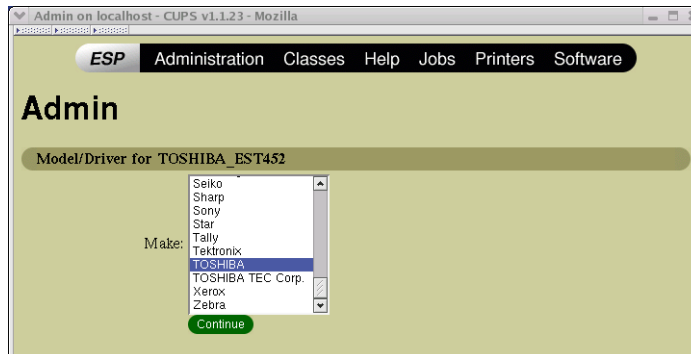 Admin on localhost - CUPS v1.1.23 - Mozilla
ESP Administration Classes Help Jobs Printers Software
Admin
Model/Driver for TOSHIBA_EST452
Seiko
Sharp
Sony
Star
Make: Tally
Tektronix
TOSHIBA
TOSHIBA TEC Corp.
Xerox
Zebra
Continue